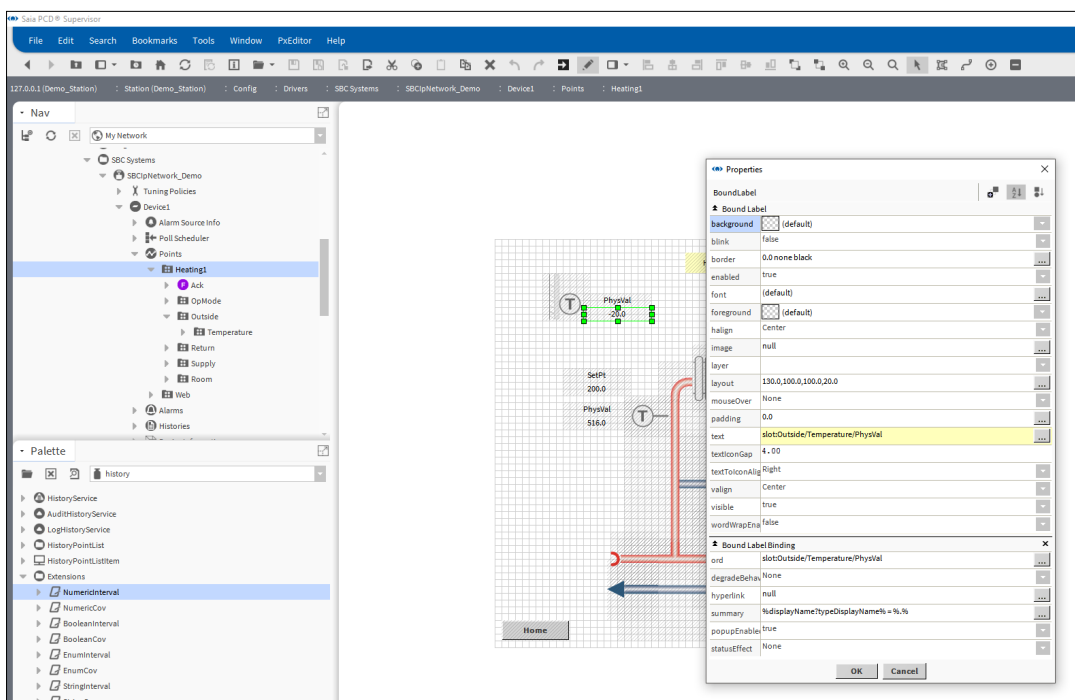 Saia PCD® Supervisor
File Edit Search Bookmarks Tools Window PxEditor Help
127.0.0.1 (Demo_Station) : Station (Demo_Station) : Config : Drivers : SBC Systems : SBCIpNetwork_Demo : Device1 : Points : Heating1
Nav
My Network
SBC Systems
SBCIpNetwork_Demo
Tuning Policies
Device1
Alarm Source Info
Poll Scheduler
Points
Heating1
Ack
OpMode
Outside
Temperature
Return
Supply
Room
Web
Alarms
Histories
Palette
history
HistoryService
AuditHistoryService
LogHistoryService
HistoryPointList
HistoryPointListItem
Extensions
NumericInterval
NumericCov
BooleanInterval
BooleanCov
EnumInterval
EnumCov
StringInterval
T
PhysVal
-20.0
SetPt
200.0
PhysVal
516.0
T
Home
Properties
BoundLabel
Bound Label
background (default)
blink false
border 0.0 none black
enabled true
font (default)
foreground (default)
halign Center
image null
layer
layout 130.0,100.0,100.0,20.0
mouseOver None
padding 0.0
text slot:Outside/Temperature/PhysVal
textIconGap 4.00
textToIconAlig Right
valign Center
visible true
wordWrapEna false
Bound Label Binding
ord slot:Outside/Temperature/PhysVal
degradeBehav None
hyperlink null
summary %displayName?typeDisplayName% = %.%
popupEnable true
statusEffect None
OK Cancel